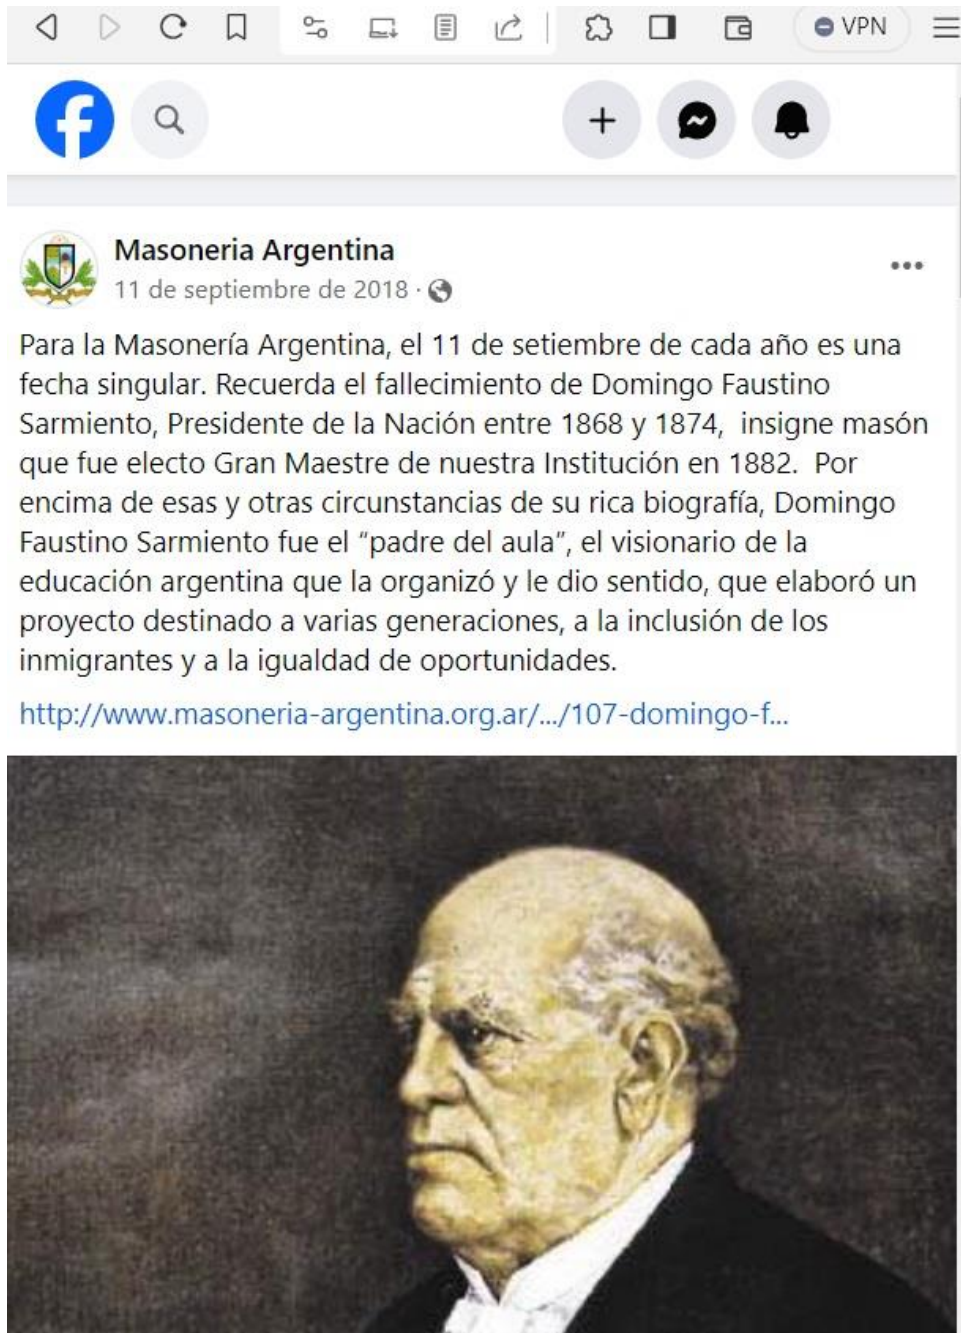 VPN
Masoneria Argentina
11 de septiembre de 2018 ·
Para la Masonería Argentina, el 11 de setiembre de cada año es una
fecha singular. Recuerda el fallecimiento de Domingo Faustino
Sarmiento, Presidente de la Nación entre 1868 y 1874,  insigne masón
que fue electo Gran Maestre de nuestra Institución en 1882.  Por
encima de esas y otras circunstancias de su rica biografía, Domingo
Faustino Sarmiento fue el “padre del aula”, el visionario de la
educación argentina que la organizó y le dio sentido, que elaboró un
proyecto destinado a varias generaciones, a la inclusión de los
inmigrantes y a la igualdad de oportunidades.
http://www.masoneria-argentina.org.ar/.../107-domingo-f...